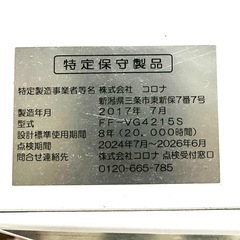 特定保守製品
特定製造事業者等名 株式会社 コロナ
新潟県三条市東新保7番7号
製造年月 2017年 7月
型式 FF-VG4215S
設計標準使用期間 8年(20,000時間)
点検期間 2024年7月〜2026年6月
問合せ連絡先 株式会社コロナ 点検受付窓口
0120-665-785